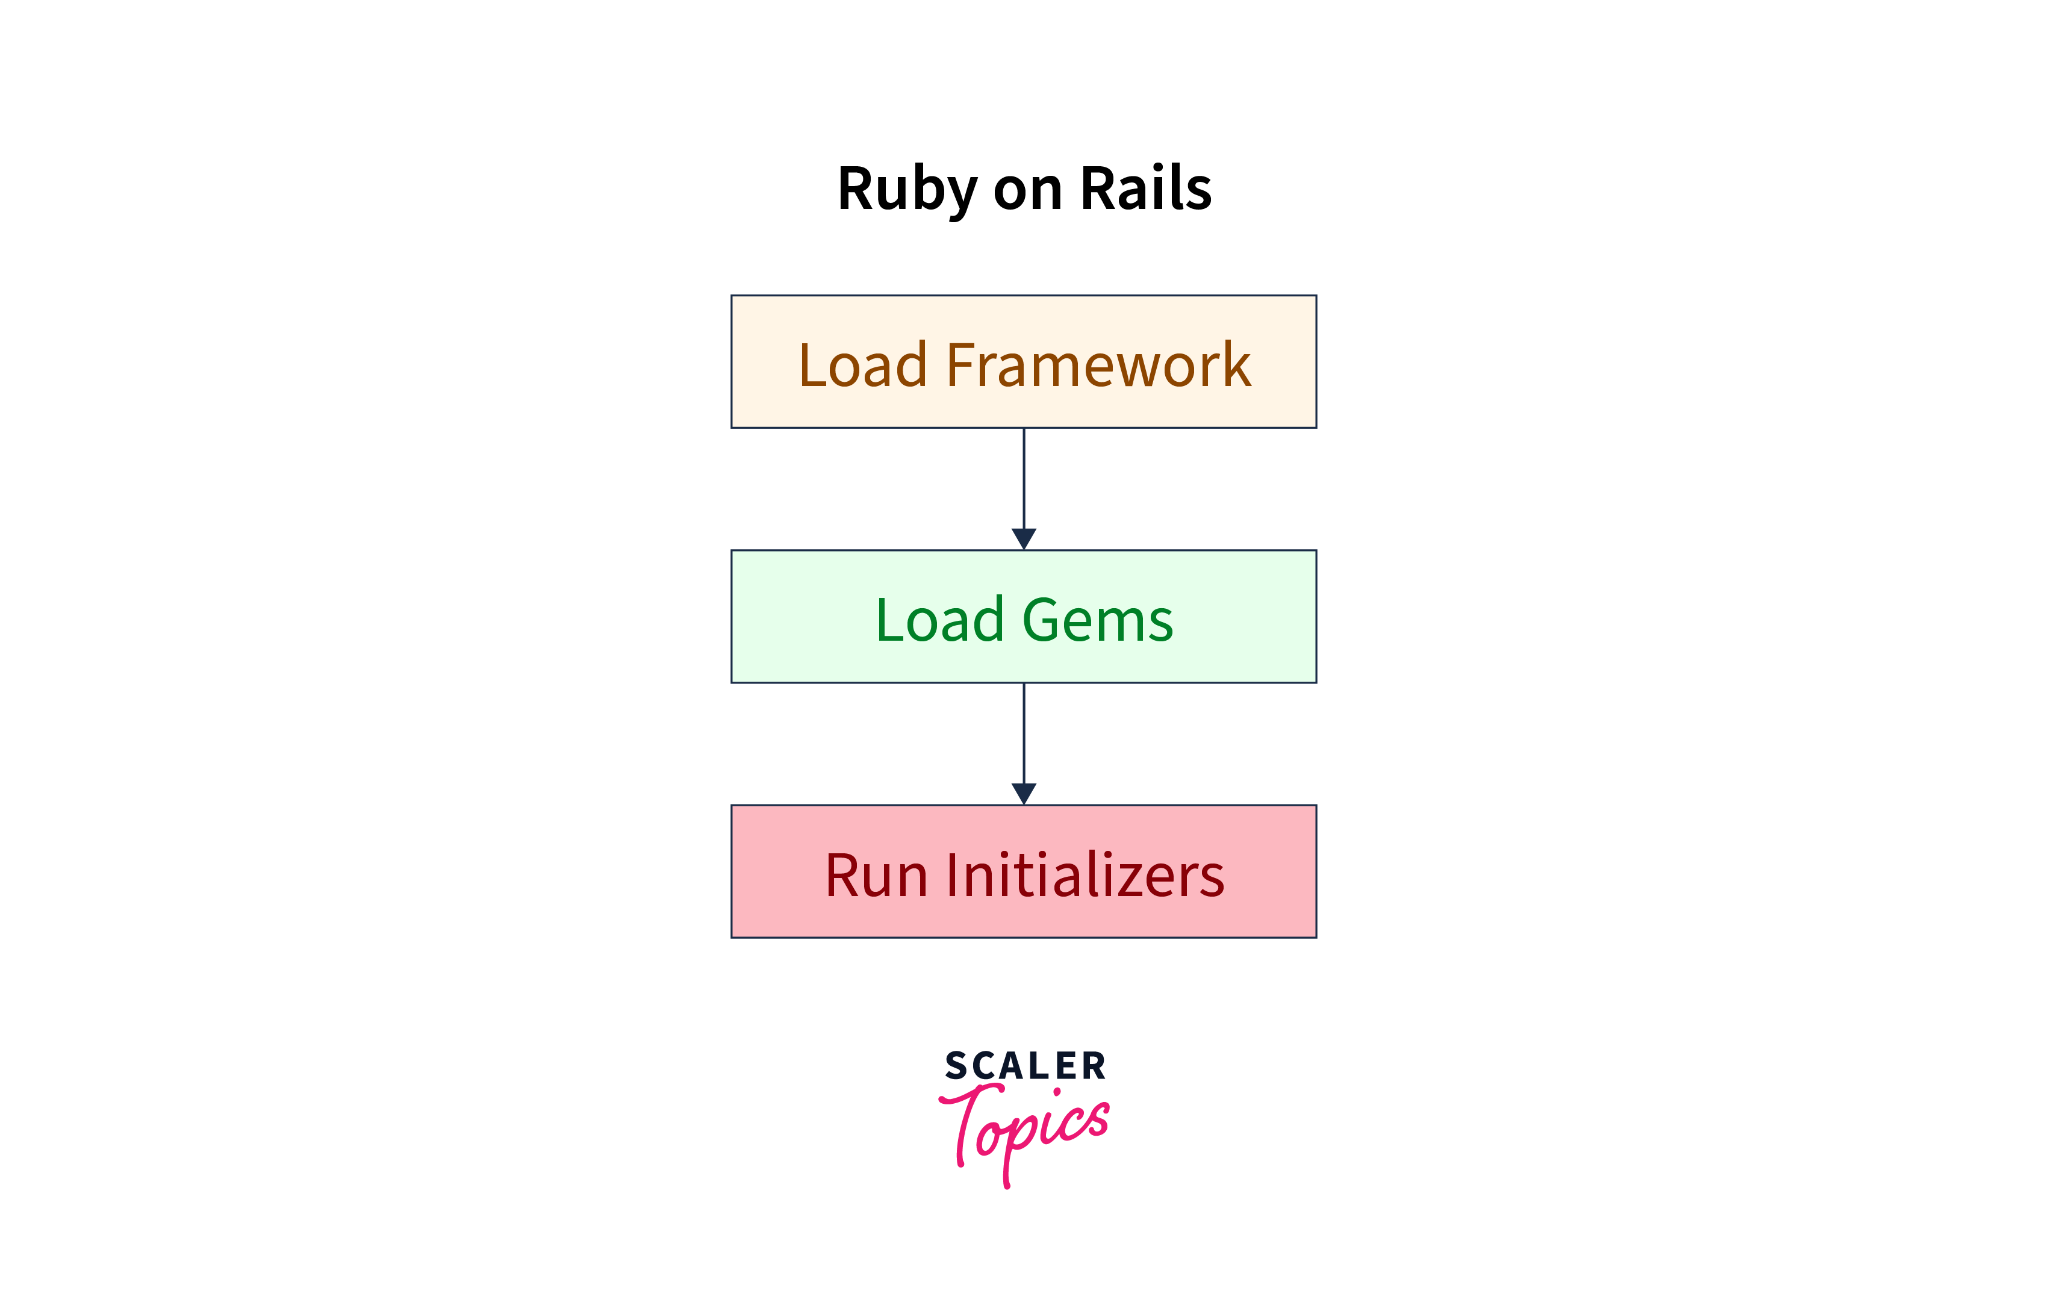 Ruby on Rails
Load Framework
Load Gems
Run Initializers
SCALER
Topics